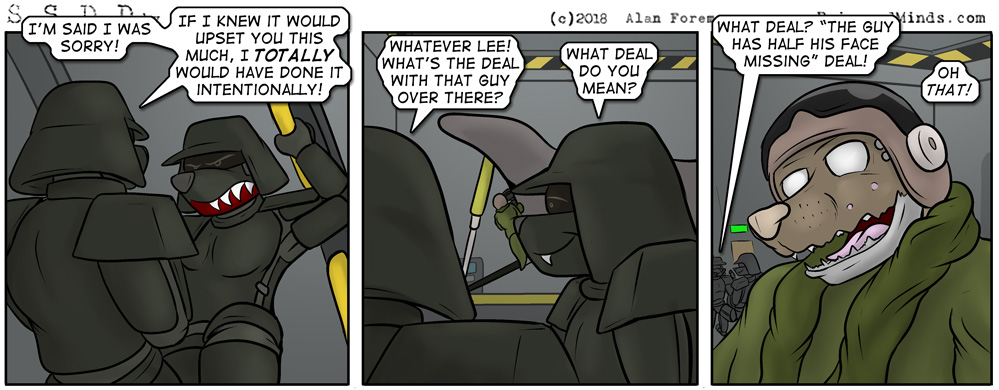 S.S.D.D.
(c)2018 Alan Forem
Minds.com
I'M SAID I WAS
SORRY!
IF I KNEW IT WOULD
UPSET YOU THIS
MUCH, I TOTALLY
WOULD HAVE DONE IT
INTENTIONALLY!
WHATEVER LEE!
WHAT'S THE DEAL
WITH THAT GUY
OVER THERE?
WHAT DEAL
DO YOU
MEAN?
WHAT DEAL? "THE GUY
HAS HALF HIS FACE
MISSING" DEAL!
OH
THAT!